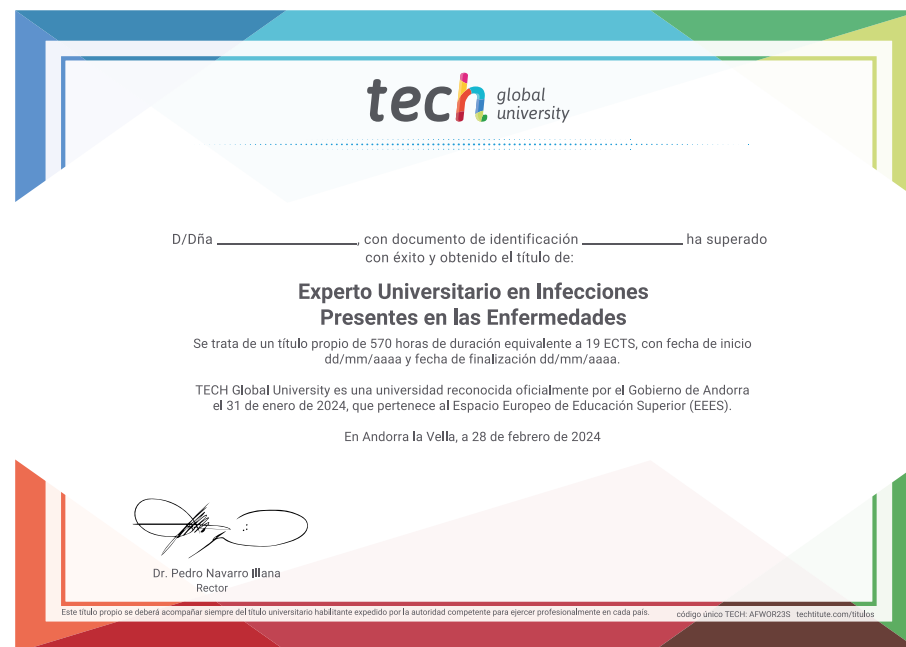 tech global
university
D/Dña ____________________, con documento de identificación ______________ ha superado
con éxito y obtenido el título de:
Experto Universitario en Infecciones
Presentes en las Enfermedades
Se trata de un título propio de 570 horas de duración equivalente a 19 ECTS, con fecha de inicio
dd/mm/aaaa y fecha de finalización dd/mm/aaaa.
TECH Global University es una universidad reconocida oficialmente por el Gobierno de Andorra
el 31 de enero de 2024, que pertenece al Espacio Europeo de Educación Superior (EEES).
En Andorra la Vella, a 28 de febrero de 2024
Dr. Pedro Navarro Illana
Rector
Este título propio se deberá acompañar siempre del título universitario habilitante expedido por la autoridad competente para ejercer profesionalmente en cada país.
código único TECH: AFWOR23S techtitute.com/titulos